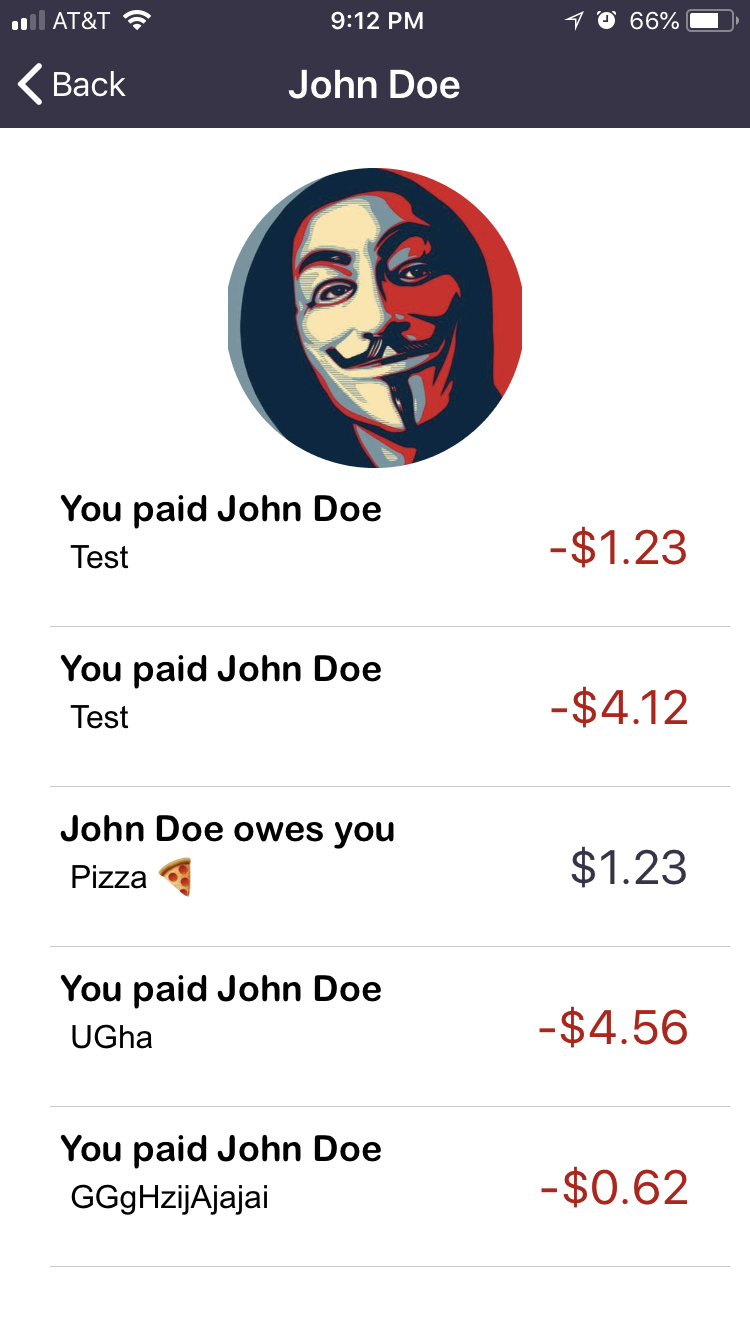 AT&T 9:12 PM 66%
Back John Doe
You paid John Doe
Test
-$1.23
You paid John Doe
Test
-$4.12
John Doe owes you
Pizza 🍕
$1.23
You paid John Doe
UGha
-$4.56
You paid John Doe
GGgHzijAjajai
-$0.62